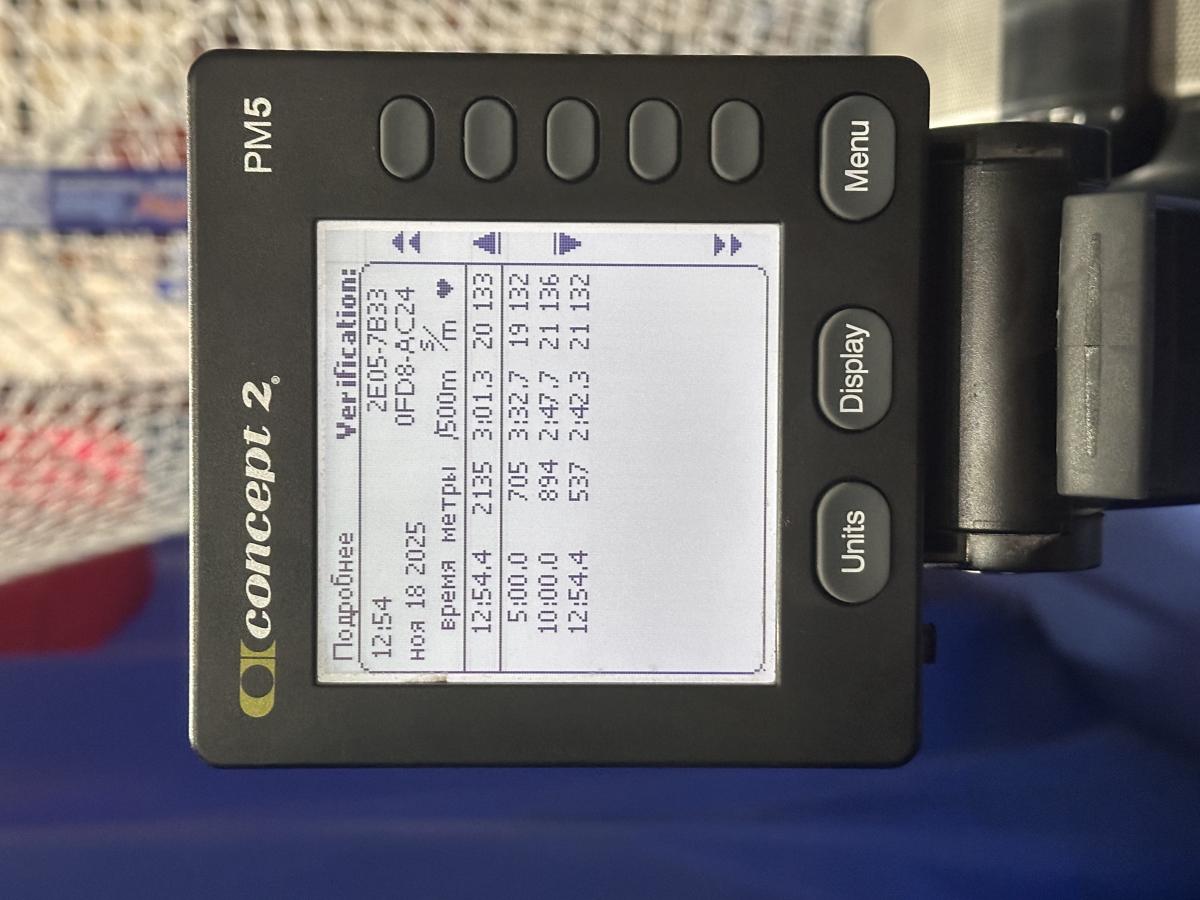 concept 2® PM5
Подробнее Verification:
12:54 2E05-7B33
ноя 18 2025 0FD8-AC24
время метры /500m s/m ♥
12:54.4 2135 3:01.3 20 133
5:00.0 705 3:32.7 19 132
10:00.0 894 2:47.7 21 136
12:54.4 537 2:42.3 21 132
Units Display Menu